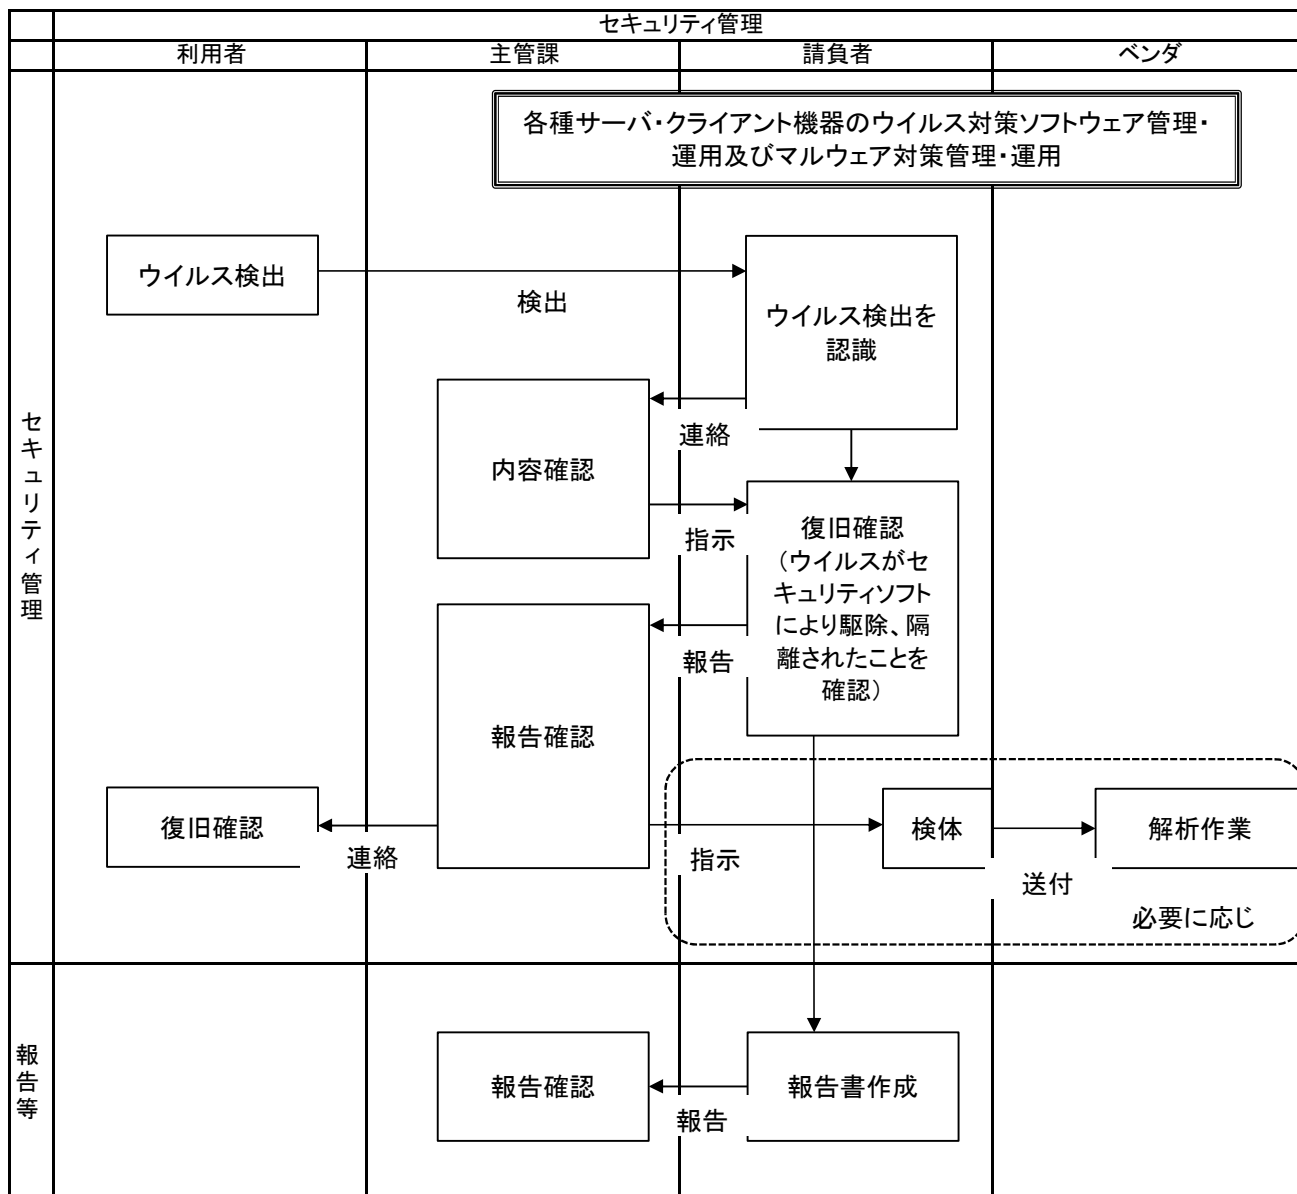 セキュリティ管理
利用者
主管課
請負者
ベンダ
各種サーバ・クライアント機器のウイルス対策ソフトウェア管理・
運用及びマルウェア対策管理・運用
セキュリティ管理
ウイルス検出
検出
ウイルス検出を
認識
連絡
内容確認
指示
復旧確認
（ウイルスがセ
キュリティソフト
により駆除、隔
離されたことを
確認）
報告
報告確認
復旧確認
連絡
指示
検体
送付
解析作業
必要に応じ
報告等
報告確認
報告
報告書作成